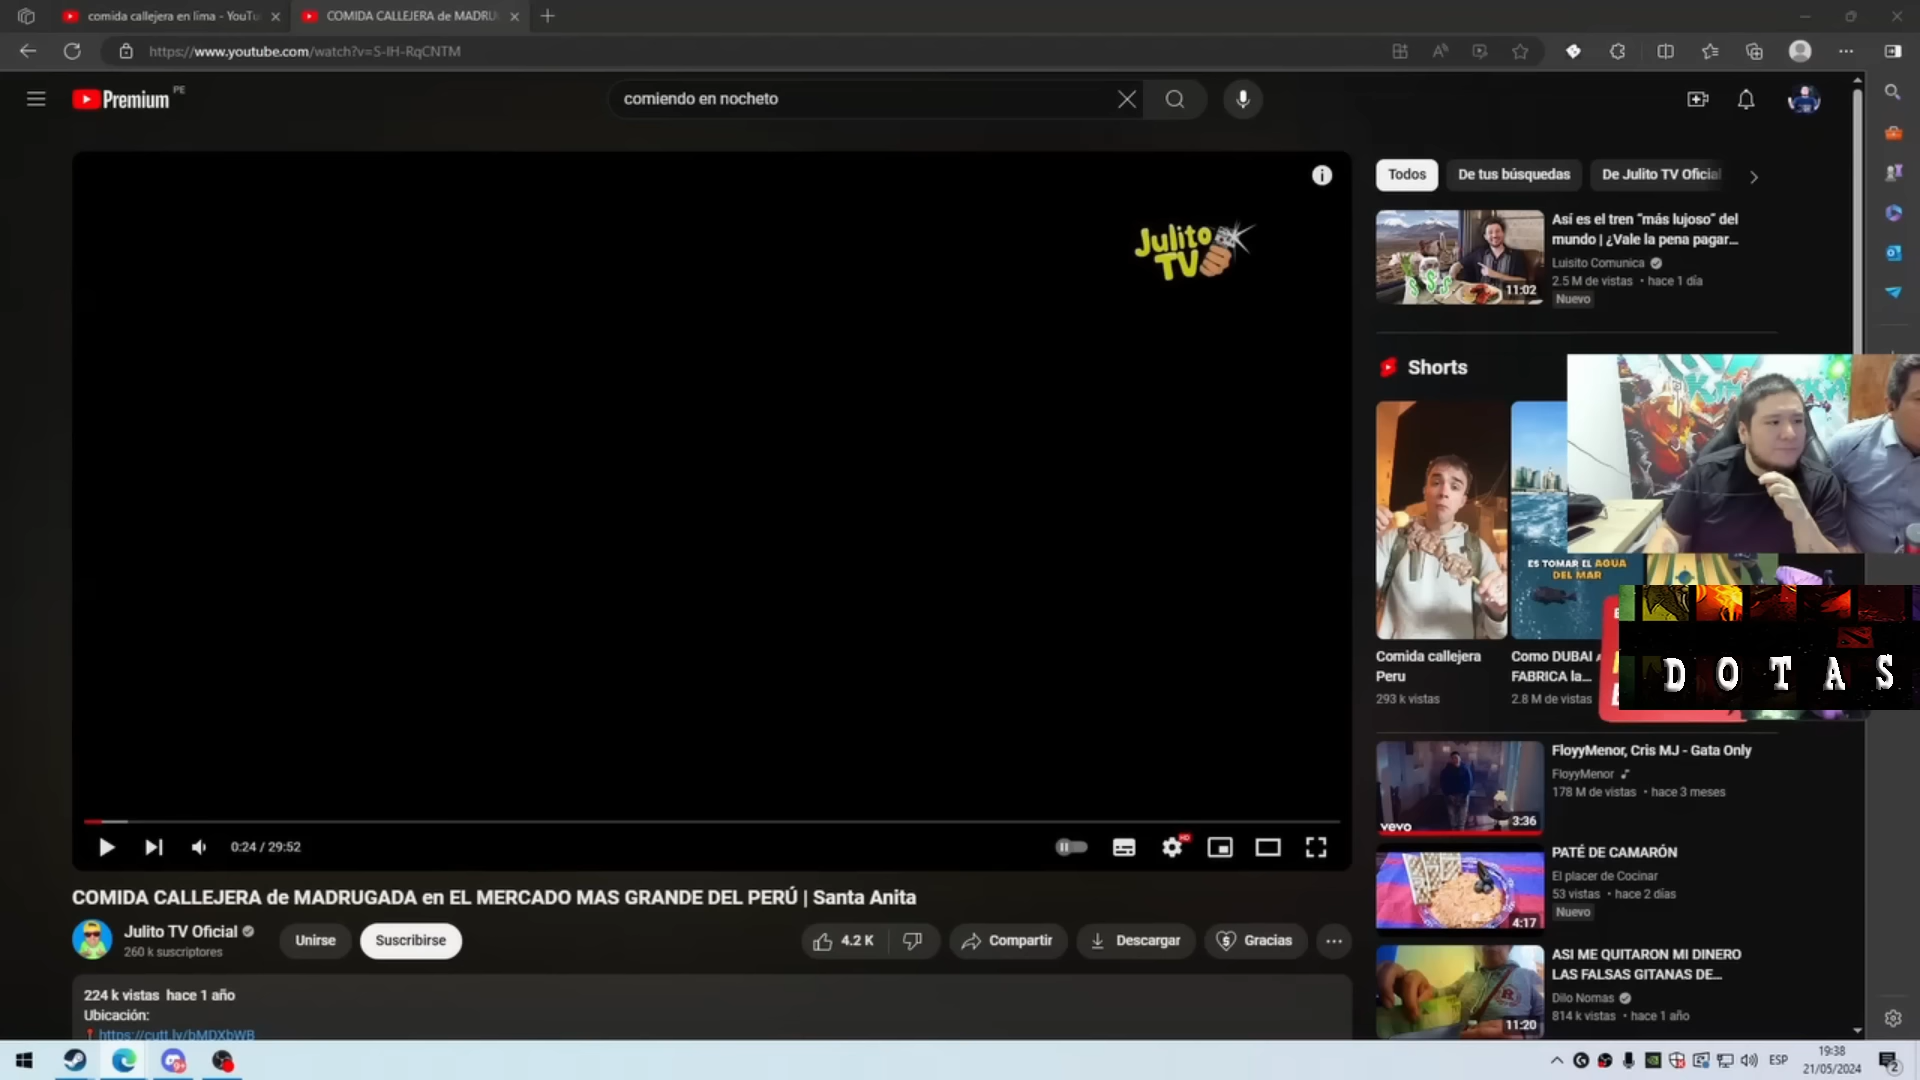 comida callejera en lima - YouTu
COMIDA CALLEJERA de MADRU
https://www.youtube.com/watch?v=S-IH-RqCNTM
Premium PE
comiendo en nocheto
Julito
TV
0:24 / 29:52
HD
COMIDA CALLEJERA de MADRUGADA en EL MERCADO MAS GRANDE DEL PERÚ | Santa Anita
Julito TV Oficial
260 k suscriptores
Unirse
Suscribirse
4.2 K
Compartir
Descargar
Gracias
224 k vistas hace 1 año
Ubicación:
https://cutt.ly/bMDXbWB
Todos
De tus búsquedas
De Julito TV Oficial
Así es el tren "más lujoso" del
mundo | ¿Vale la pena pagar...
Luisito Comunica
2.5 M de vistas • hace 1 día
Nuevo
11:02
Shorts
ES TOMAR EL AGUA
DEL MAR
Comida callejera
Peru
293 k vistas
Como DUBAI
FABRICA la...
2.8 M de vistas
D O T A S
FloyyMenor, Cris MJ - Gata Only
FloyyMenor
178 M de vistas • hace 3 meses
vevo
3:36
PATÉ DE CAMARÓN
El placer de Cocinar
53 vistas • hace 2 días
Nuevo
4:17
ASI ME QUITARON MI DINERO
LAS FALSAS GITANAS DE...
Dilo Nomas
814 k vistas • hace 1 año
11:20
ESP
19:38
21/05/2024
2